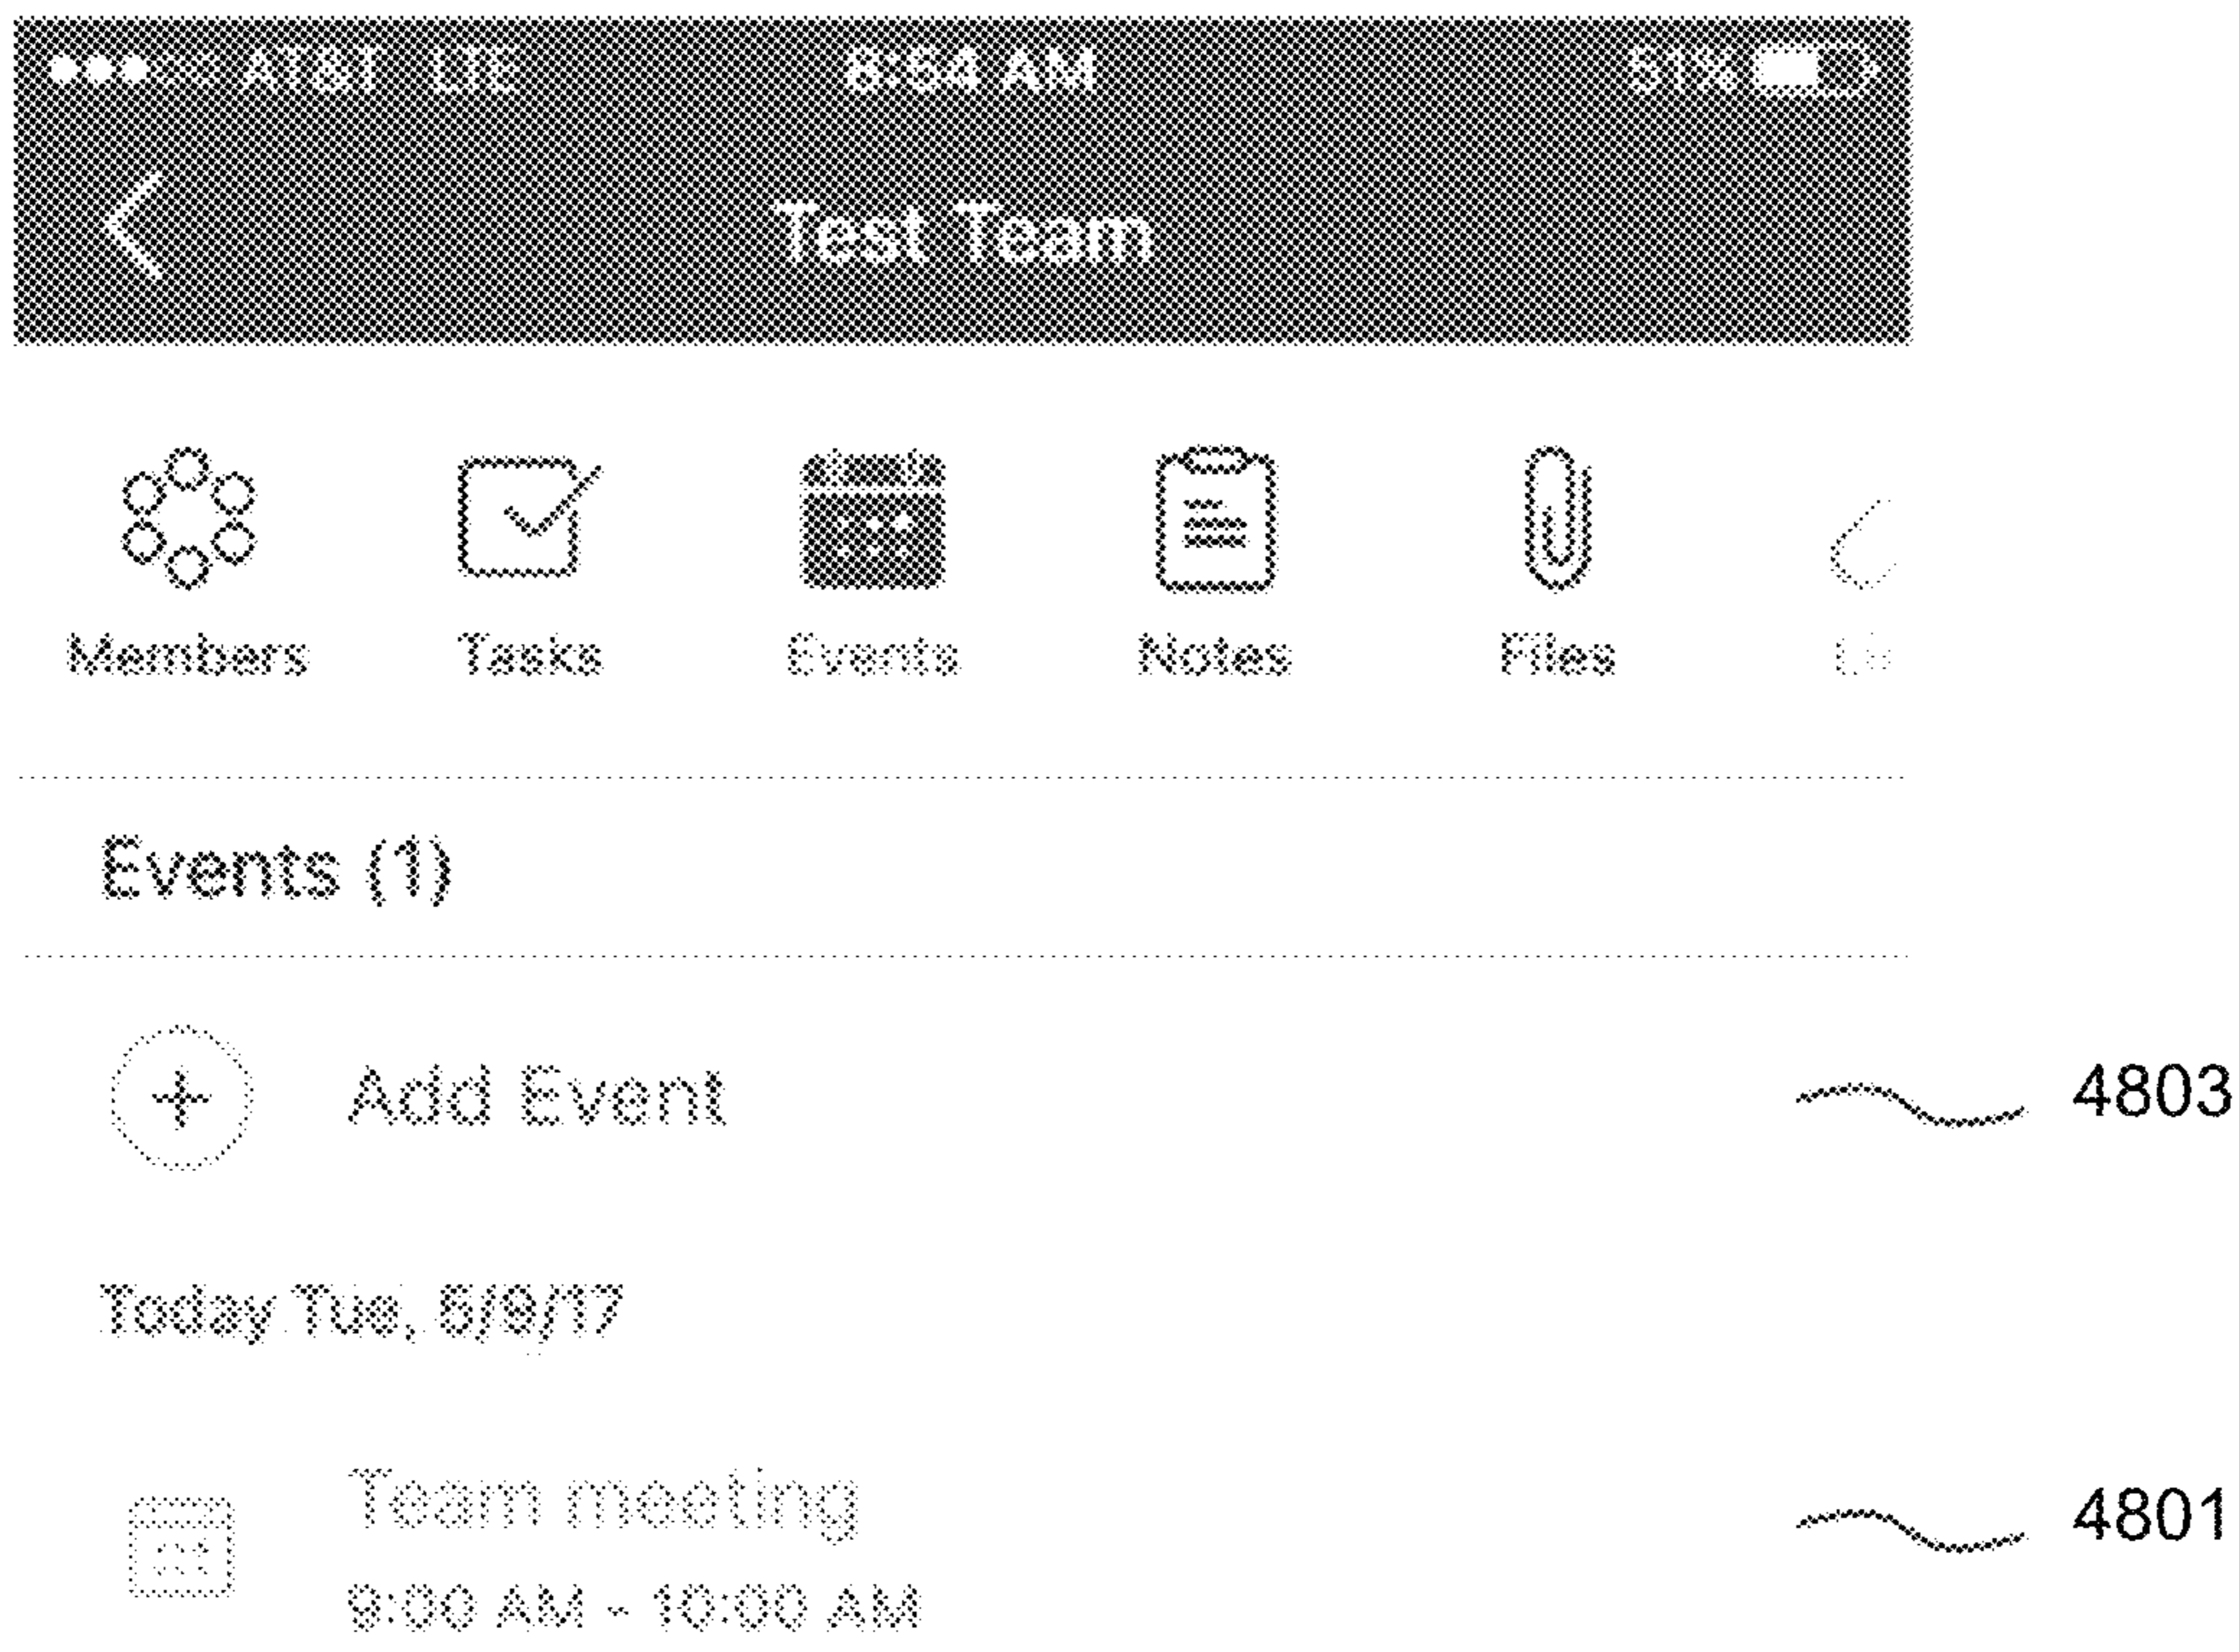 AT&T LTE 8:54 AM 51%
Test Team
Members Tasks Events Notes Files
Events (1)
Add Event 4803
Today Tue, 5/9/17
Team meeting 4801
9:00 AM - 10:00 AM